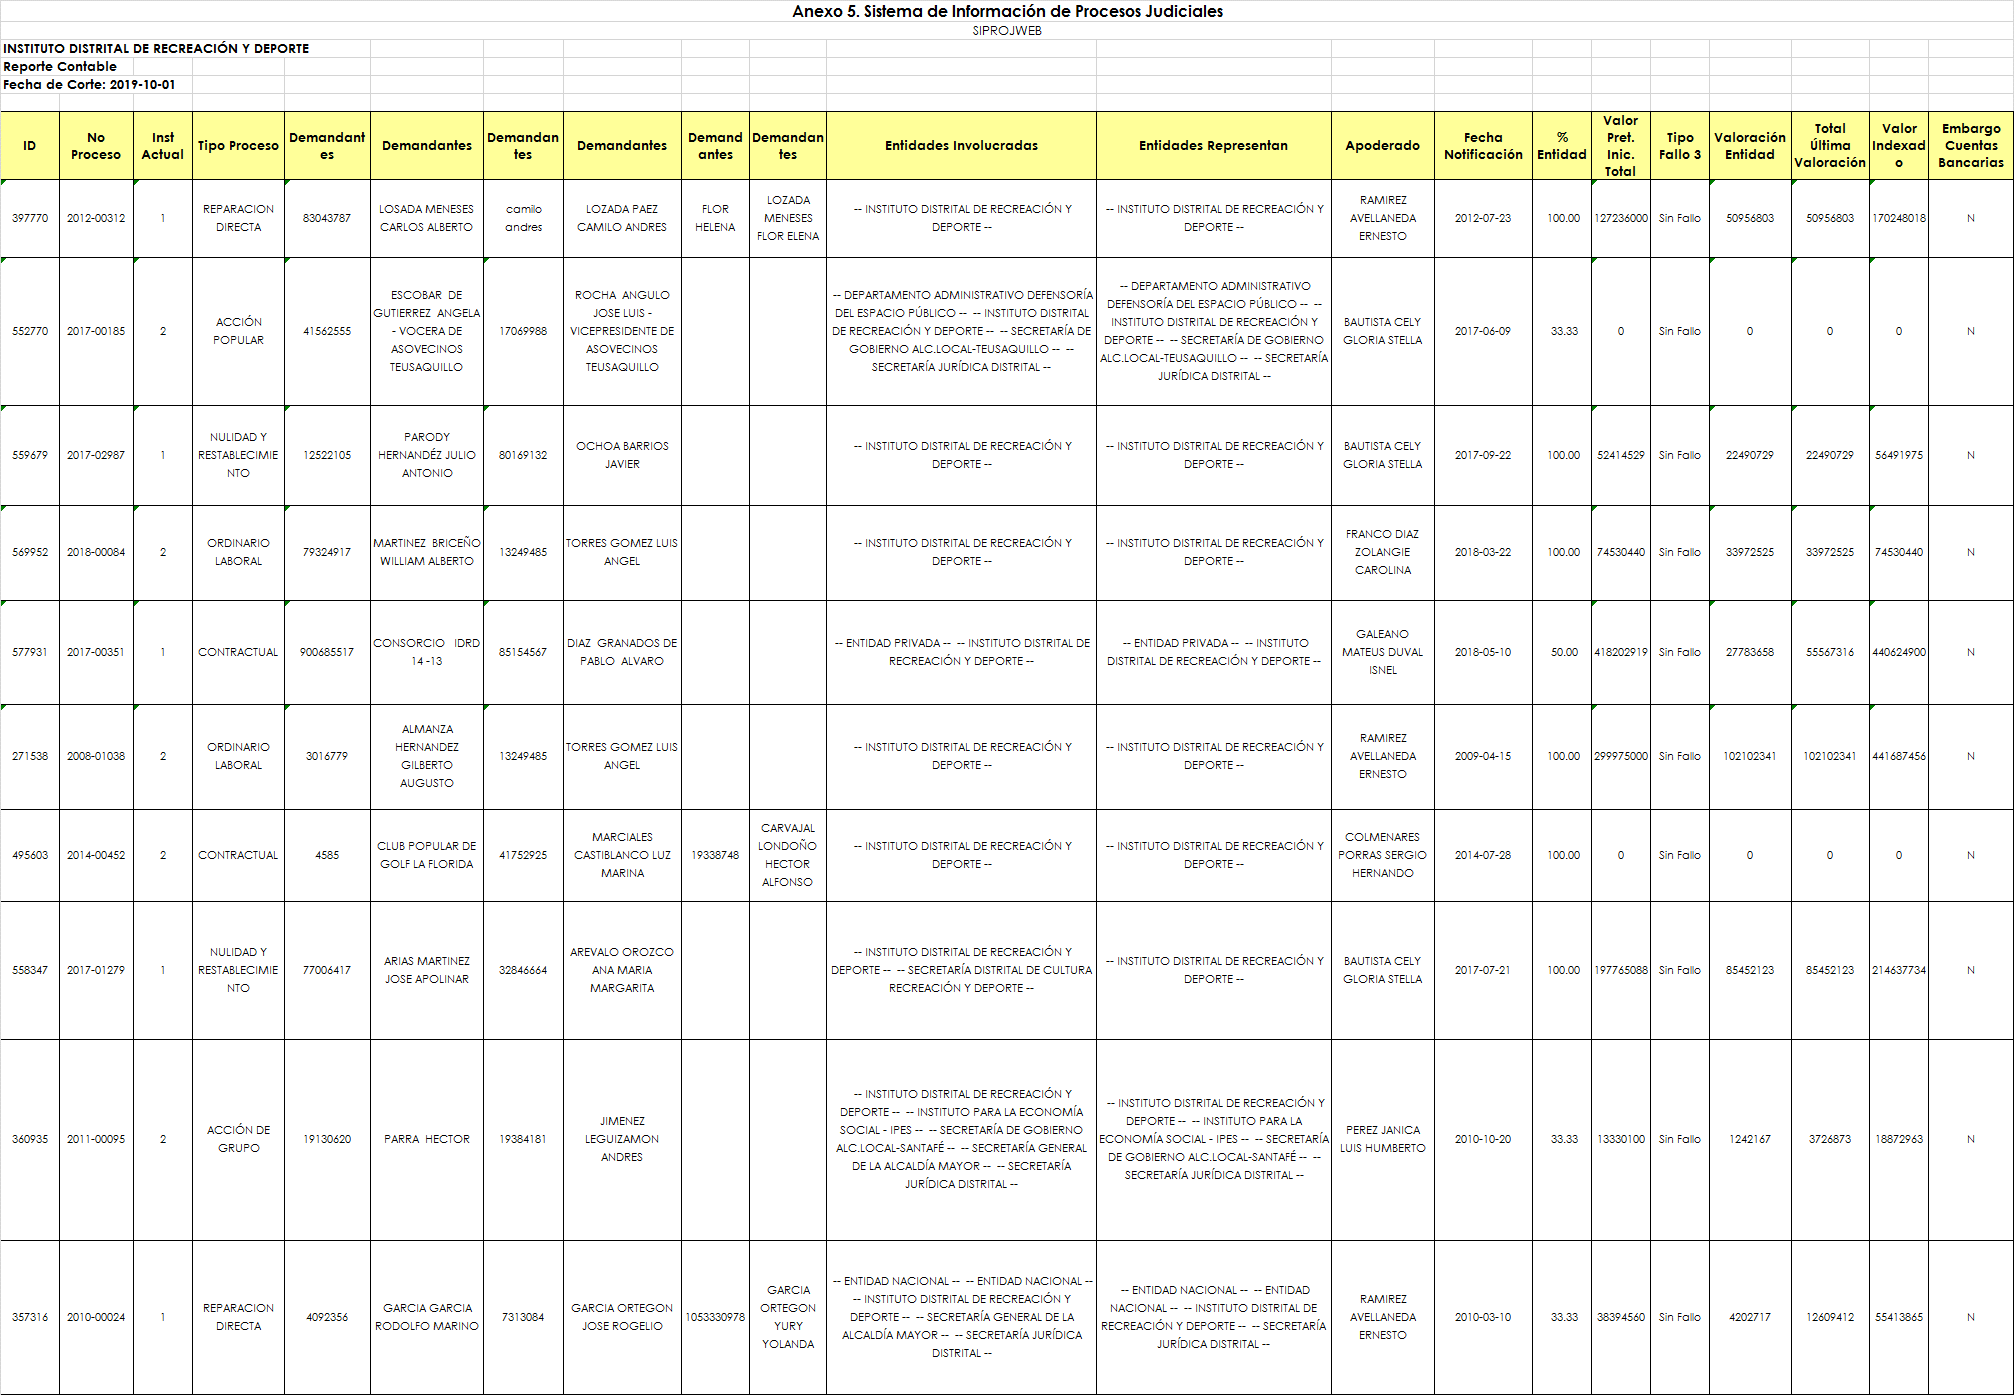 Anexo 5. Sistema de Información de Procesos Judiciales
SIPROJWEB
INSTITUTO DISTRITAL DE RECREACIÓN Y DEPORTE
Reporte Contable
Fecha de Corte: 2019-10-01
ID
No
Proceso
Inst
Actual
Tipo Proceso
Demandant
es
Demandantes
Demandan
tes
Demandantes
Demand
antes
Demandan
tes
Entidades Involucradas
Entidades Representan
Apoderado
Fecha
Notificación
%
Entidad
Valor
Pret.
Inic.
Total
Tipo
Fallo 3
Valoración
Entidad
Total
Última
Valoración
Valor
Indexad
o
Embargo
Cuentas
Bancarias
397770
2012-00312
1
REPARACION
DIRECTA
83043787
LOSADA MENESES
CARLOS ALBERTO
camilo
andres
LOZADA PAEZ
CAMILO ANDRES
FLOR
HELENA
LOZADA
MENESES
FLOR ELENA
-- INSTITUTO DISTRITAL DE RECREACIÓN Y
DEPORTE --
-- INSTITUTO DISTRITAL DE RECREACIÓN Y
DEPORTE --
RAMIREZ
AVELLANEDA
ERNESTO
2012-07-23
100.00
127236000
Sin Fallo
50956803
50956803
170248018
N
552770
2017-00185
2
ACCIÓN
POPULAR
41562555
ESCOBAR DE
GUTIERREZ ANGELA
- VOCERA DE
ASOVECINOS
TEUSAQUILLO
17069988
ROCHA ANGULO
JOSE LUIS -
VICEPRESIDENTE DE
ASOVECINOS
TEUSAQUILLO
-- DEPARTAMENTO ADMINISTRATIVO DEFENSORÍA
DEL ESPACIO PÚBLICO -- -- INSTITUTO DISTRITAL
DE RECREACIÓN Y DEPORTE -- -- SECRETARÍA DE
GOBIERNO ALC.LOCAL-TEUSAQUILLO -- --
SECRETARÍA JURÍDICA DISTRITAL --
-- DEPARTAMENTO ADMINISTRATIVO
DEFENSORÍA DEL ESPACIO PÚBLICO -- --
INSTITUTO DISTRITAL DE RECREACIÓN Y
DEPORTE -- -- SECRETARÍA DE GOBIERNO
ALC.LOCAL-TEUSAQUILLO -- -- SECRETARÍA
JURÍDICA DISTRITAL --
BAUTISTA CELY
GLORIA STELLA
2017-06-09
33.33
0
Sin Fallo
0
0
0
N
559679
2017-02987
1
NULIDAD Y
RESTABLECIMIE
NTO
12522105
PARODY
HERNANDÉZ JULIO
ANTONIO
80169132
OCHOA BARRIOS
JAVIER
-- INSTITUTO DISTRITAL DE RECREACIÓN Y
DEPORTE --
-- INSTITUTO DISTRITAL DE RECREACIÓN Y
DEPORTE --
BAUTISTA CELY
GLORIA STELLA
2017-09-22
100.00
52414529
Sin Fallo
22490729
22490729
56491975
N
569952
2018-00084
2
ORDINARIO
LABORAL
79324917
MARTINEZ BRICEÑO
WILLIAM ALBERTO
13249485
TORRES GOMEZ LUIS
ANGEL
-- INSTITUTO DISTRITAL DE RECREACIÓN Y
DEPORTE --
-- INSTITUTO DISTRITAL DE RECREACIÓN Y
DEPORTE --
FRANCO DIAZ
ZOLANGIE
CAROLINA
2018-03-22
100.00
74530440
Sin Fallo
33972525
33972525
74530440
N
577931
2017-00351
1
CONTRACTUAL
900685517
CONSORCIO IDRD
14 -13
85154567
DIAZ GRANADOS DE
PABLO ALVARO
-- ENTIDAD PRIVADA -- -- INSTITUTO DISTRITAL DE
RECREACIÓN Y DEPORTE --
-- ENTIDAD PRIVADA -- -- INSTITUTO
DISTRITAL DE RECREACIÓN Y DEPORTE --
GALEANO
MATEUS DUVAL
ISNEL
2018-05-10
50.00
418202919
Sin Fallo
27783658
55567316
440624900
N
271538
2008-01038
2
ORDINARIO
LABORAL
3016779
ALMANZA
HERNANDEZ
GILBERTO
AUGUSTO
13249485
TORRES GOMEZ LUIS
ANGEL
-- INSTITUTO DISTRITAL DE RECREACIÓN Y
DEPORTE --
-- INSTITUTO DISTRITAL DE RECREACIÓN Y
DEPORTE --
RAMIREZ
AVELLANEDA
ERNESTO
2009-04-15
100.00
299975000
Sin Fallo
102102341
102102341
441687456
N
495603
2014-00452
2
CONTRACTUAL
4585
CLUB POPULAR DE
GOLF LA FLORIDA
41752925
MARCIALES
CASTIBLANCO LUZ
MARINA
19338748
CARVAJAL
LONDOÑO
HECTOR
ALFONSO
-- INSTITUTO DISTRITAL DE RECREACIÓN Y
DEPORTE --
-- INSTITUTO DISTRITAL DE RECREACIÓN Y
DEPORTE --
COLMENARES
PORRAS SERGIO
HERNANDO
2014-07-28
100.00
0
Sin Fallo
0
0
0
N
558347
2017-01279
1
NULIDAD Y
RESTABLECIMIE
NTO
77006417
ARIAS MARTINEZ
JOSE APOLINAR
32846664
AREVALO OROZCO
ANA MARIA
MARGARITA
-- INSTITUTO DISTRITAL DE RECREACIÓN Y
DEPORTE -- -- SECRETARÍA DISTRITAL DE CULTURA
RECREACIÓN Y DEPORTE --
-- INSTITUTO DISTRITAL DE RECREACIÓN Y
DEPORTE --
BAUTISTA CELY
GLORIA STELLA
2017-07-21
100.00
197765088
Sin Fallo
85452123
85452123
214637734
N
360935
2011-00095
2
ACCIÓN DE
GRUPO
19130620
PARRA HECTOR
19384181
JIMENEZ
LEGUIZAMON
ANDRES
-- INSTITUTO DISTRITAL DE RECREACIÓN Y
DEPORTE -- -- INSTITUTO PARA LA ECONOMÍA
SOCIAL - IPES -- -- SECRETARÍA DE GOBIERNO
ALC.LOCAL-SANTAFÉ -- -- SECRETARÍA GENERAL
DE LA ALCALDÍA MAYOR -- -- SECRETARÍA
JURÍDICA DISTRITAL --
-- INSTITUTO DISTRITAL DE RECREACIÓN Y
DEPORTE -- -- INSTITUTO PARA LA
ECONOMÍA SOCIAL - IPES -- -- SECRETARÍA
DE GOBIERNO ALC.LOCAL-SANTAFÉ -- --
SECRETARÍA JURÍDICA DISTRITAL --
PEREZ JANICA
LUIS HUMBERTO
2010-10-20
33.33
13330100
Sin Fallo
1242167
3726873
18872963
N
357316
2010-00024
1
REPARACION
DIRECTA
4092356
GARCIA GARCIA
RODOLFO MARINO
7313084
GARCIA ORTEGON
JOSE ROGELIO
1053330978
GARCIA
ORTEGON
YURY
YOLANDA
-- ENTIDAD NACIONAL -- -- ENTIDAD NACIONAL --
-- INSTITUTO DISTRITAL DE RECREACIÓN Y
DEPORTE -- -- SECRETARÍA GENERAL DE LA
ALCALDÍA MAYOR -- -- SECRETARÍA JURÍDICA
DISTRITAL --
-- ENTIDAD NACIONAL -- -- ENTIDAD
NACIONAL -- -- INSTITUTO DISTRITAL DE
RECREACIÓN Y DEPORTE -- -- SECRETARÍA
JURÍDICA DISTRITAL --
RAMIREZ
AVELLANEDA
ERNESTO
2010-03-10
33.33
38394560
Sin Fallo
4202717
12609412
55413865
N